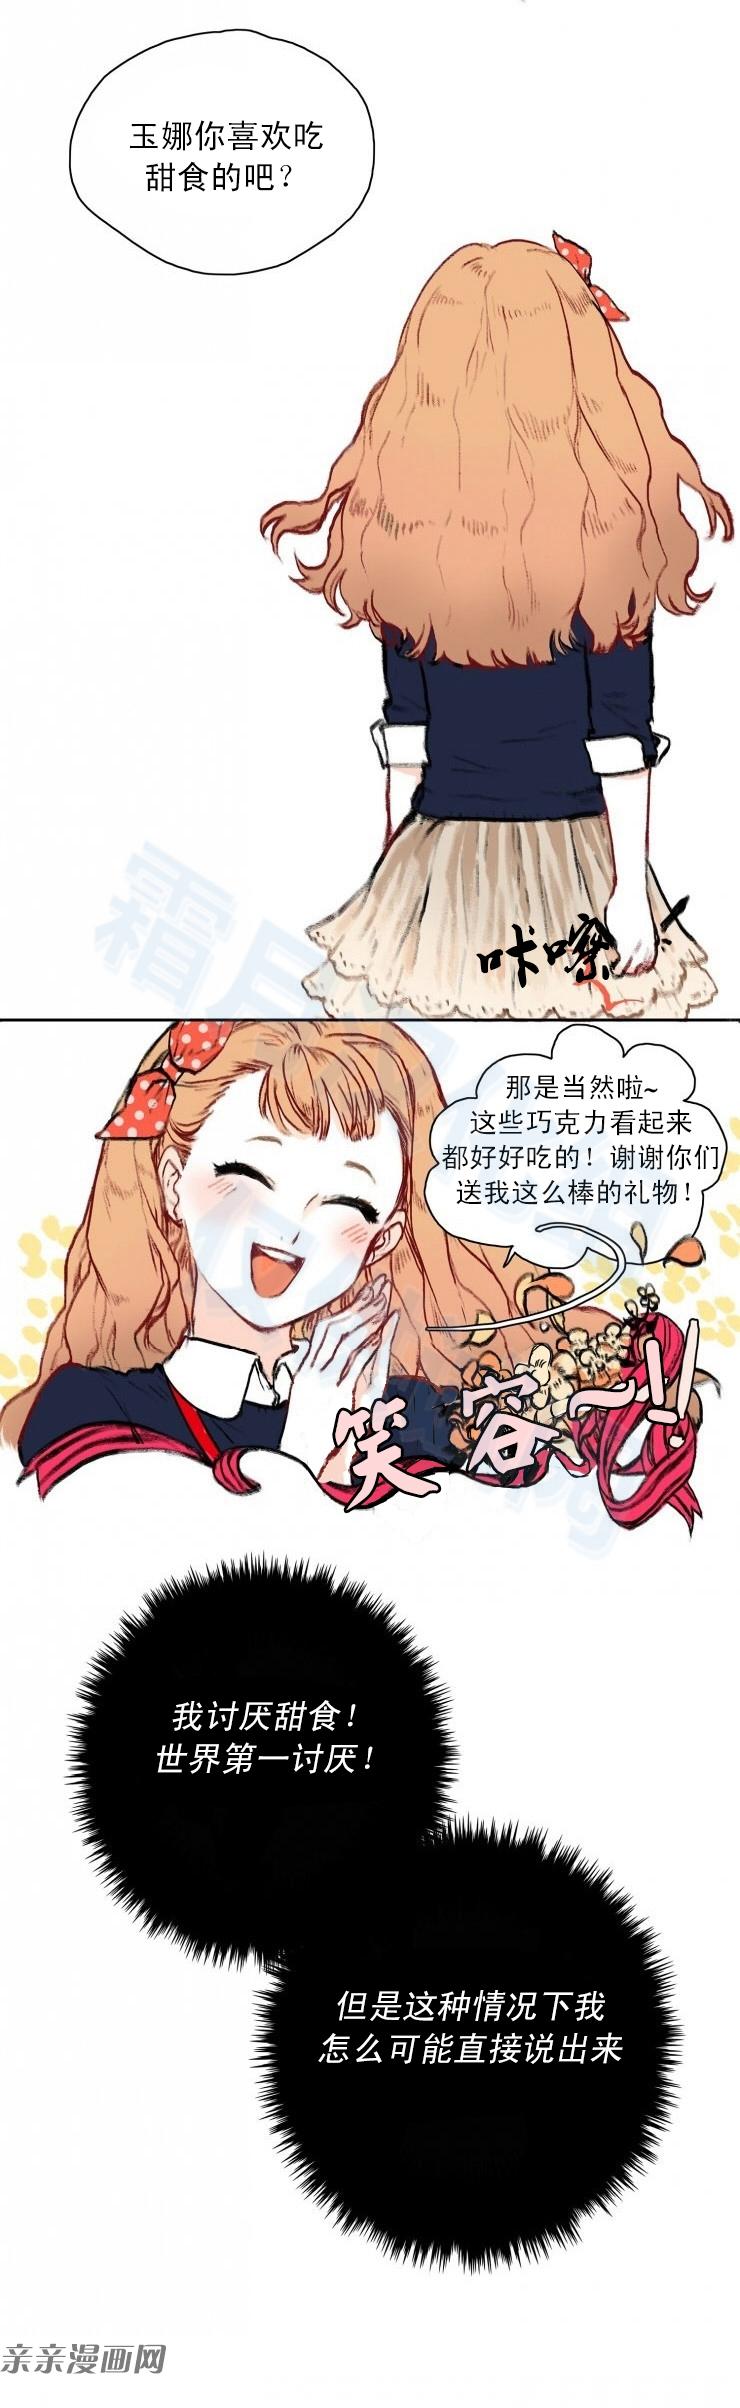 玉娜你喜欢吃
甜食的吧？
咔嚓
那是当然啦~
这些巧克力看起来
都好好吃的！谢谢你们
送我这么棒的礼物！
笑容~!!
我讨厌甜食！
世界第一讨厌！
但是这种情况下我
怎么可能直接说出来
亲亲漫画网